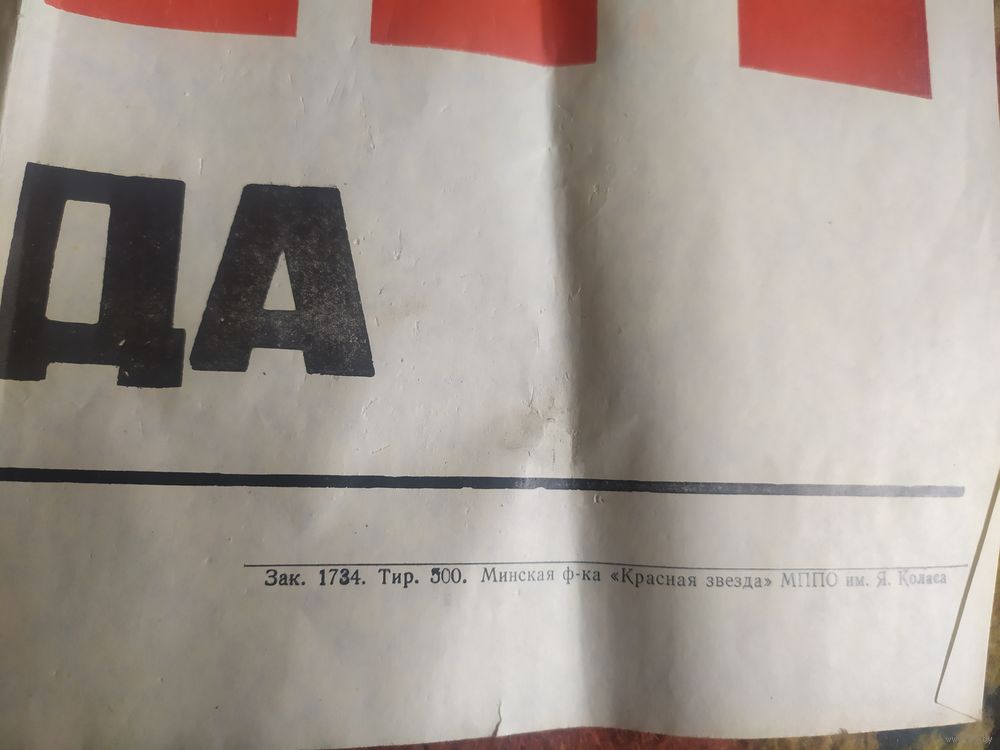 ДА
Зак. 1734. Тир. 500. Минская ф-ка «Красная звезда» МППО им. Я. Коласа